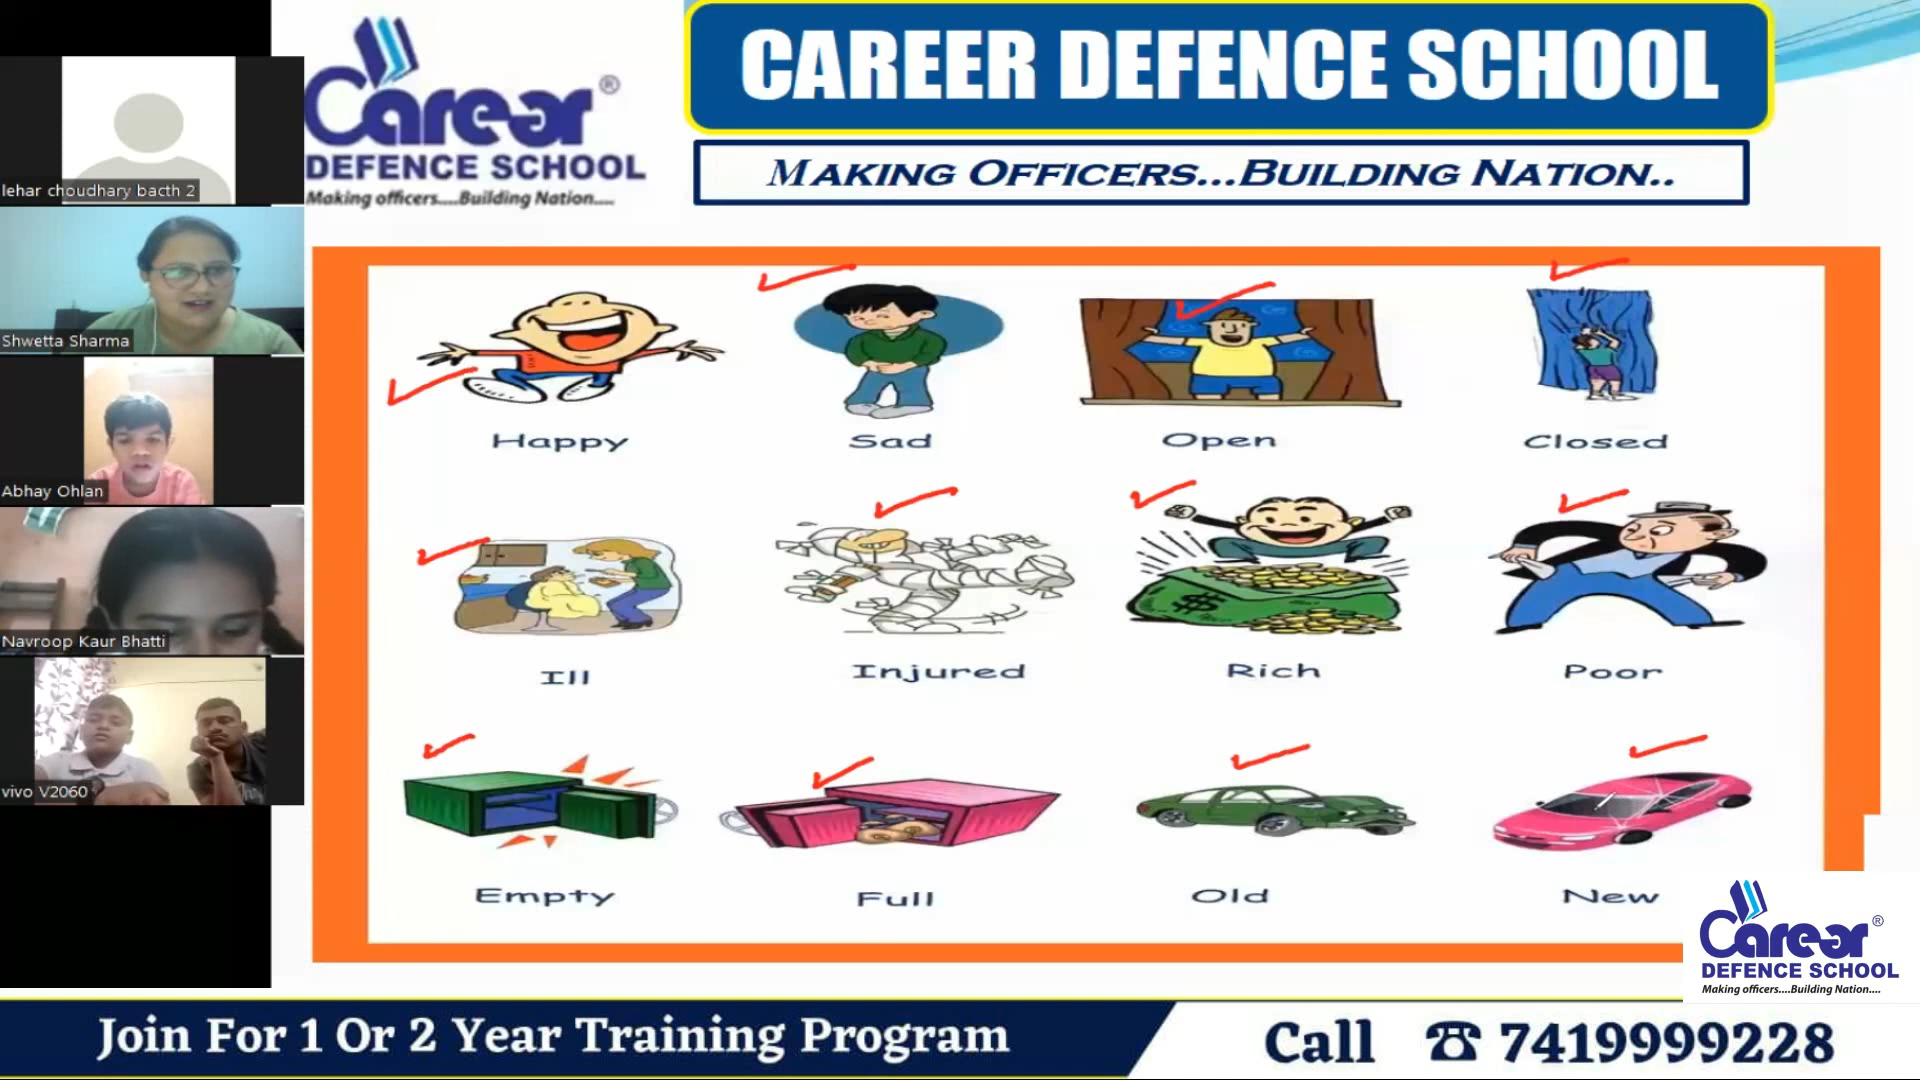 Carear ®
DEFENCE SCHOOL
Making officers....Building Nation....
CAREER DEFENCE SCHOOL
MAKING OFFICERS...BUILDING NATION..
lehar choudhary bacth 2
Shwetta Sharma
Abhay Ohlan
Navroop Kaur Bhatti
vivo V2060
Happy Sad Open Closed
Ill Injured Rich Poor
$
Empty Full Old New
Carear ®
DEFENCE SCHOOL
Making officers....Building Nation....
Join For 1 Or 2 Year Training Program
Call ☎ 7419999228